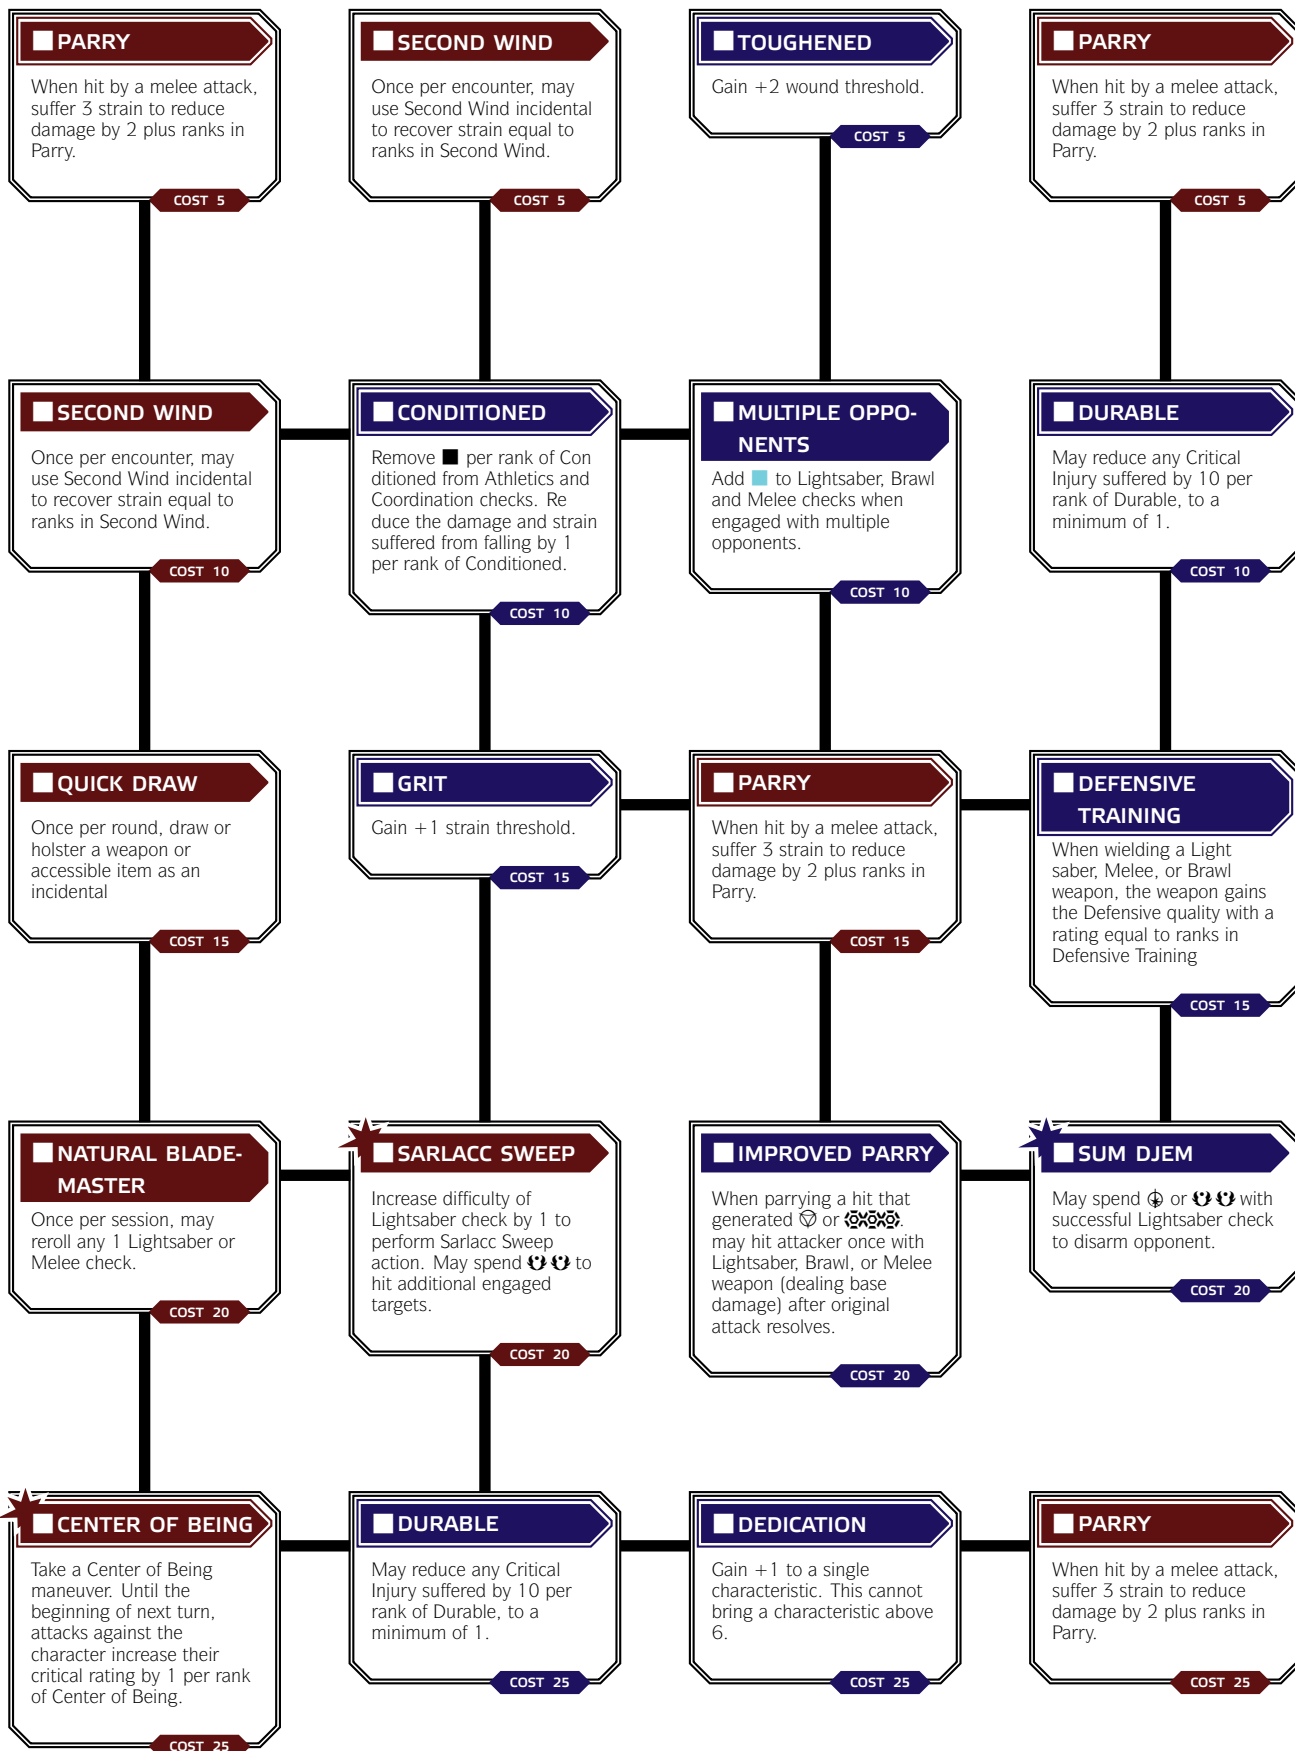 PARRY
When hit by a melee attack,
suffer 3 strain to reduce
damage by 2 plus ranks in
Parry.
COST 5
SECOND WIND
Once per encounter, may
use Second Wind incidental
to recover strain equal to
ranks in Second Wind.
COST 5
TOUGHENED
Gain +2 wound threshold.
COST 5
PARRY
When hit by a melee attack,
suffer 3 strain to reduce
damage by 2 plus ranks in
Parry.
COST 5
SECOND WIND
Once per encounter, may
use Second Wind incidental
to recover strain equal to
ranks in Second Wind.
COST 10
CONDITIONED
Remove ■ per rank of Con
ditioned from Athletics and
Coordination checks. Re
duce the damage and strain
suffered from falling by 1
per rank of Conditioned.
COST 10
MULTIPLE OPPO-
NENTS
Add ■ to Lightsaber, Brawl
and Melee checks when
engaged with multiple
opponents.
COST 10
DURABLE
May reduce any Critical
Injury suffered by 10 per
rank of Durable, to a
minimum of 1.
COST 10
QUICK DRAW
Once per round, draw or
holster a weapon or
accessible item as an
incidental
COST 15
GRIT
Gain +1 strain threshold.
COST 15
PARRY
When hit by a melee attack,
suffer 3 strain to reduce
damage by 2 plus ranks in
Parry.
COST 15
DEFENSIVE
TRAINING
When wielding a Light
saber, Melee, or Brawl
weapon, the weapon gains
the Defensive quality with a
rating equal to ranks in
Defensive Training
COST 15
NATURAL BLADE-
MASTER
Once per session, may
reroll any 1 Lightsaber or
Melee check.
COST 20
SARLACC SWEEP
Increase difficulty of
Lightsaber check by 1 to
perform Sarlacc Sweep
action. May spend to
hit additional engaged
targets.
COST 20
IMPROVED PARRY
When parrying a hit that
generated or .
may hit attacker once with
Lightsaber, Brawl, or Melee
weapon (dealing base
damage) after original
attack resolves.
COST 20
SUM DJEM
May spend or with
successful Lightsaber check
to disarm opponent.
COST 20
CENTER OF BEING
Take a Center of Being
maneuver. Until the
beginning of next turn,
attacks against the
character increase their
critical rating by 1 per rank
of Center of Being.
COST 25
DURABLE
May reduce any Critical
Injury suffered by 10 per
rank of Durable, to a
minimum of 1.
COST 25
DEDICATION
Gain +1 to a single
characteristic. This cannot
bring a characteristic above
6.
COST 25
PARRY
When hit by a melee attack,
suffer 3 strain to reduce
damage by 2 plus ranks in
Parry.
COST 25